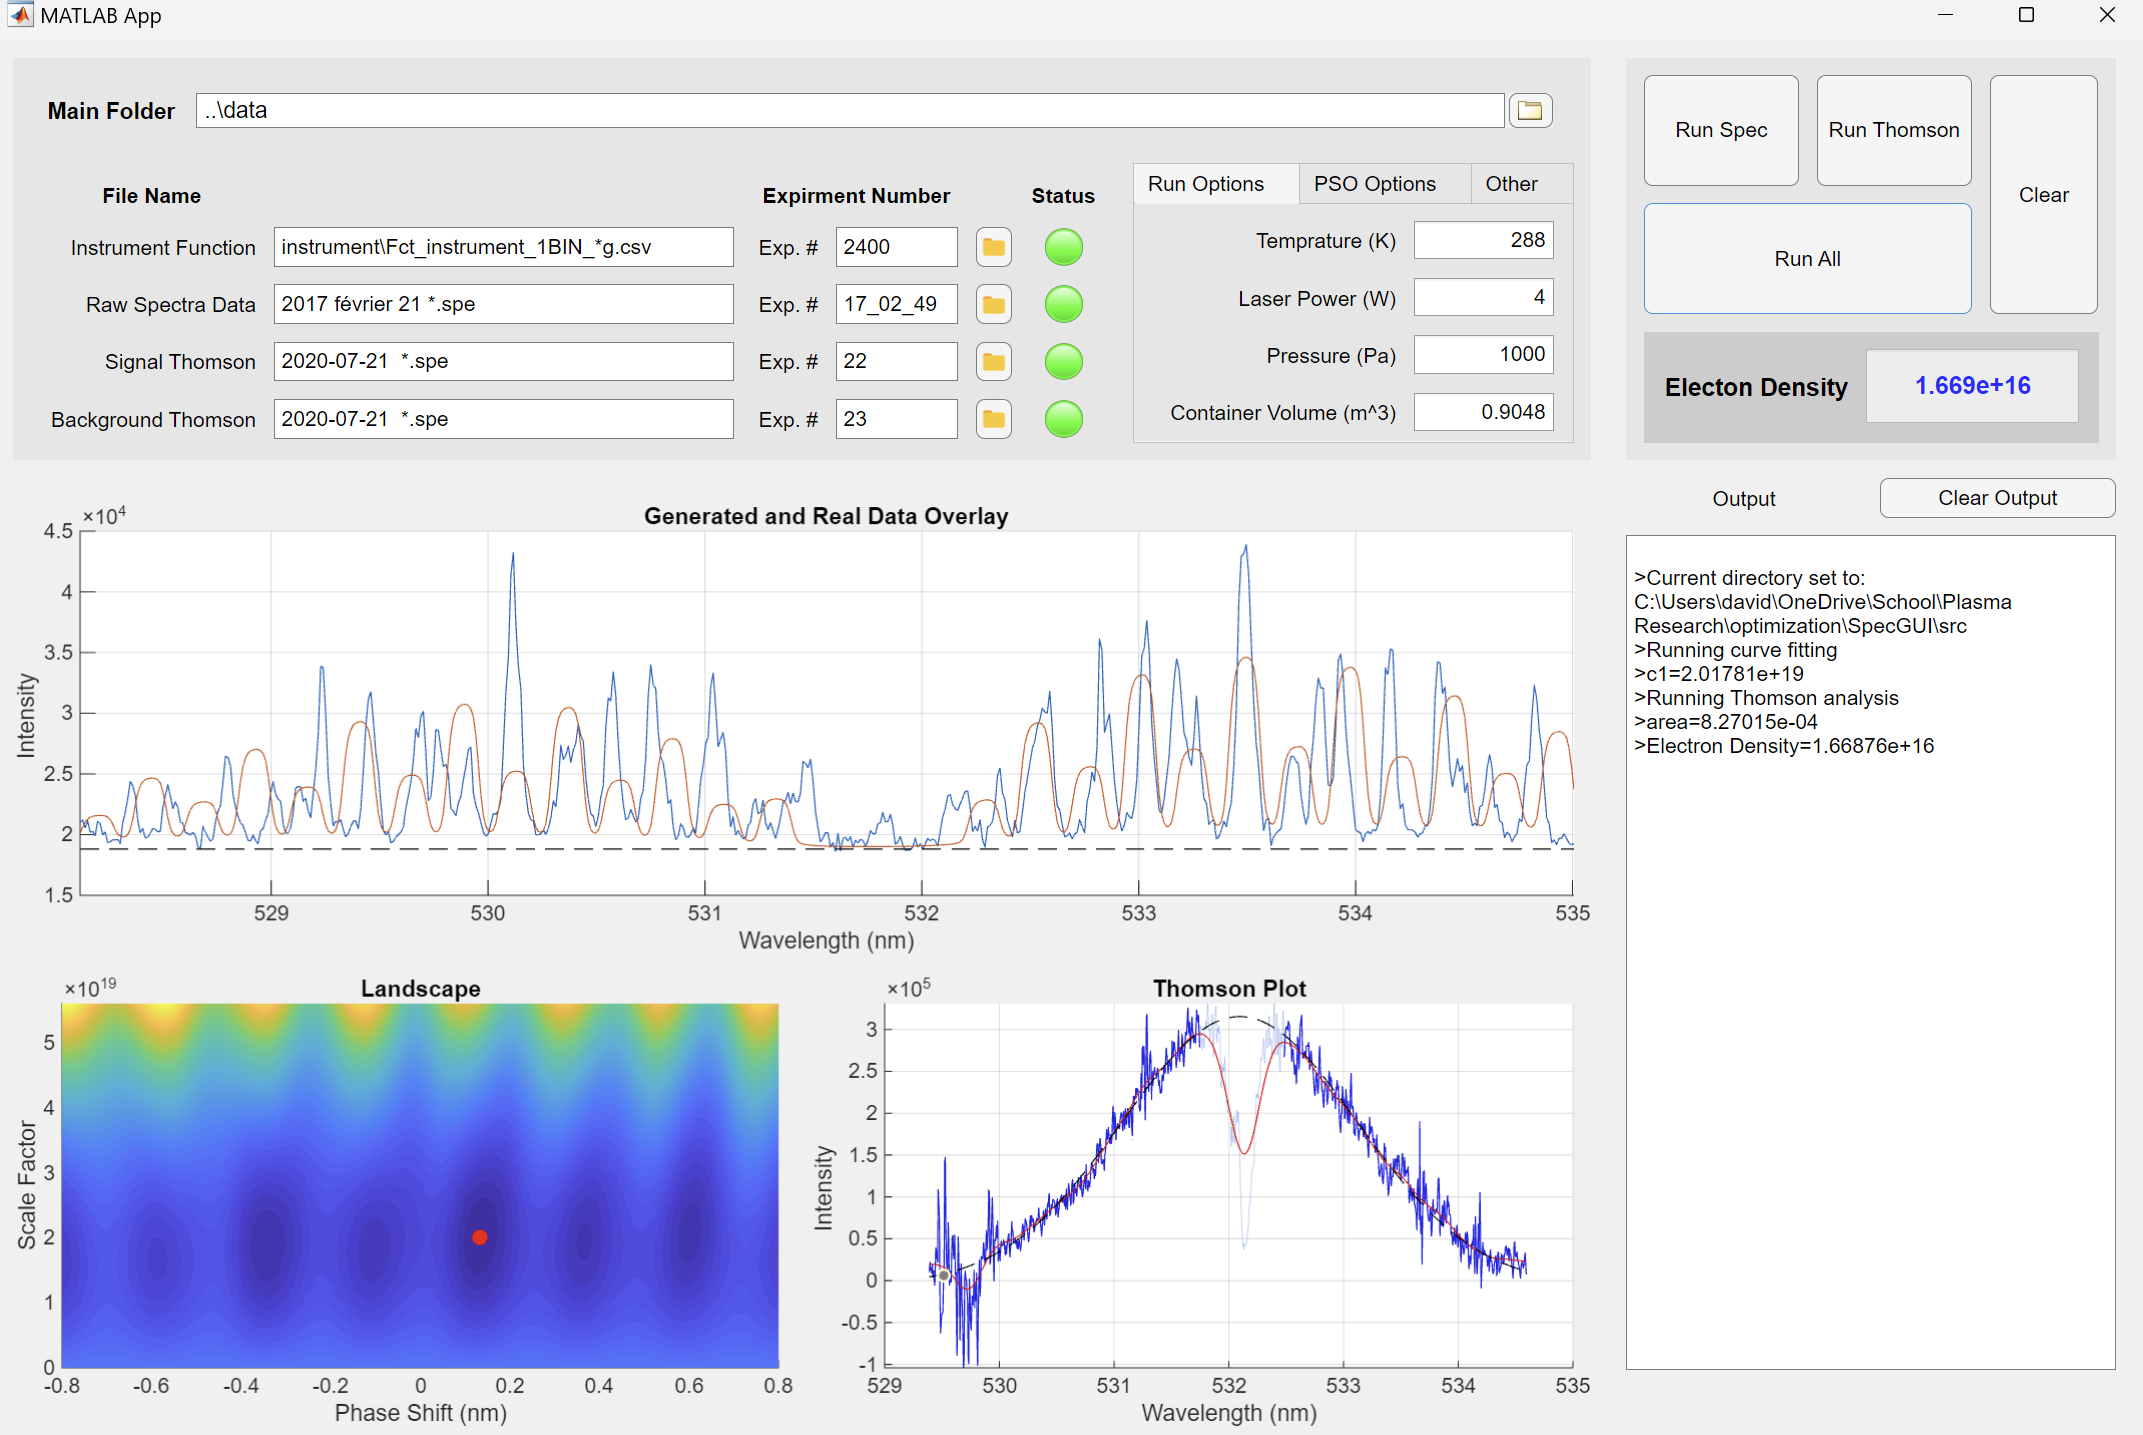 MATLAB App
Main Folder ..\data
File Name Expirment Number Status
Instrument Function instrument\Fct_instrument_1BIN_*g.csv Exp. # 2400
Raw Spectra Data 2017 février 21 *.spe Exp. # 17_02_49
Signal Thomson 2020-07-21  *.spe Exp. # 22
Background Thomson 2020-07-21  *.spe Exp. # 23
Run Options PSO Options Other
Temprature (K) 288
Laser Power (W) 4
Pressure (Pa) 1000
Container Volume (m^3) 0.9048
Run Spec Run Thomson
Clear
Run All
Electon Density 1.669e+16
Generated and Real Data Overlay
×10^4
4.5
4
3.5
3
2.5
2
1.5
Intensity
529 530 531 532 533 534 535
Wavelength (nm)
Landscape
×10^19
5
4
3
2
1
0
Scale Factor
-0.8 -0.6 -0.4 -0.2 0 0.2 0.4 0.6 0.8
Phase Shift (nm)
Thomson Plot
×10^5
3
2.5
2
1.5
1
0.5
0
-0.5
-1
Intensity
529 530 531 532 533 534 535
Wavelength (nm)
Output Clear Output
>Current directory set to:
C:\Users\david\OneDrive\School\Plasma
Research\optimization\SpecGUI\src
>Running curve fitting
>c1=2.01781e+19
>Running Thomson analysis
>area=8.27015e-04
>Electron Density=1.66876e+16